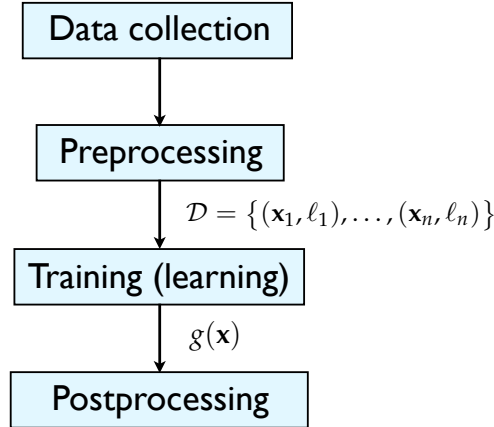 Data collection
Preprocessing
𝒟 = {(𝐱₁, ℓ₁), . . . , (𝐱ₙ, ℓₙ)}
Training (learning)
g(𝐱)
Postprocessing